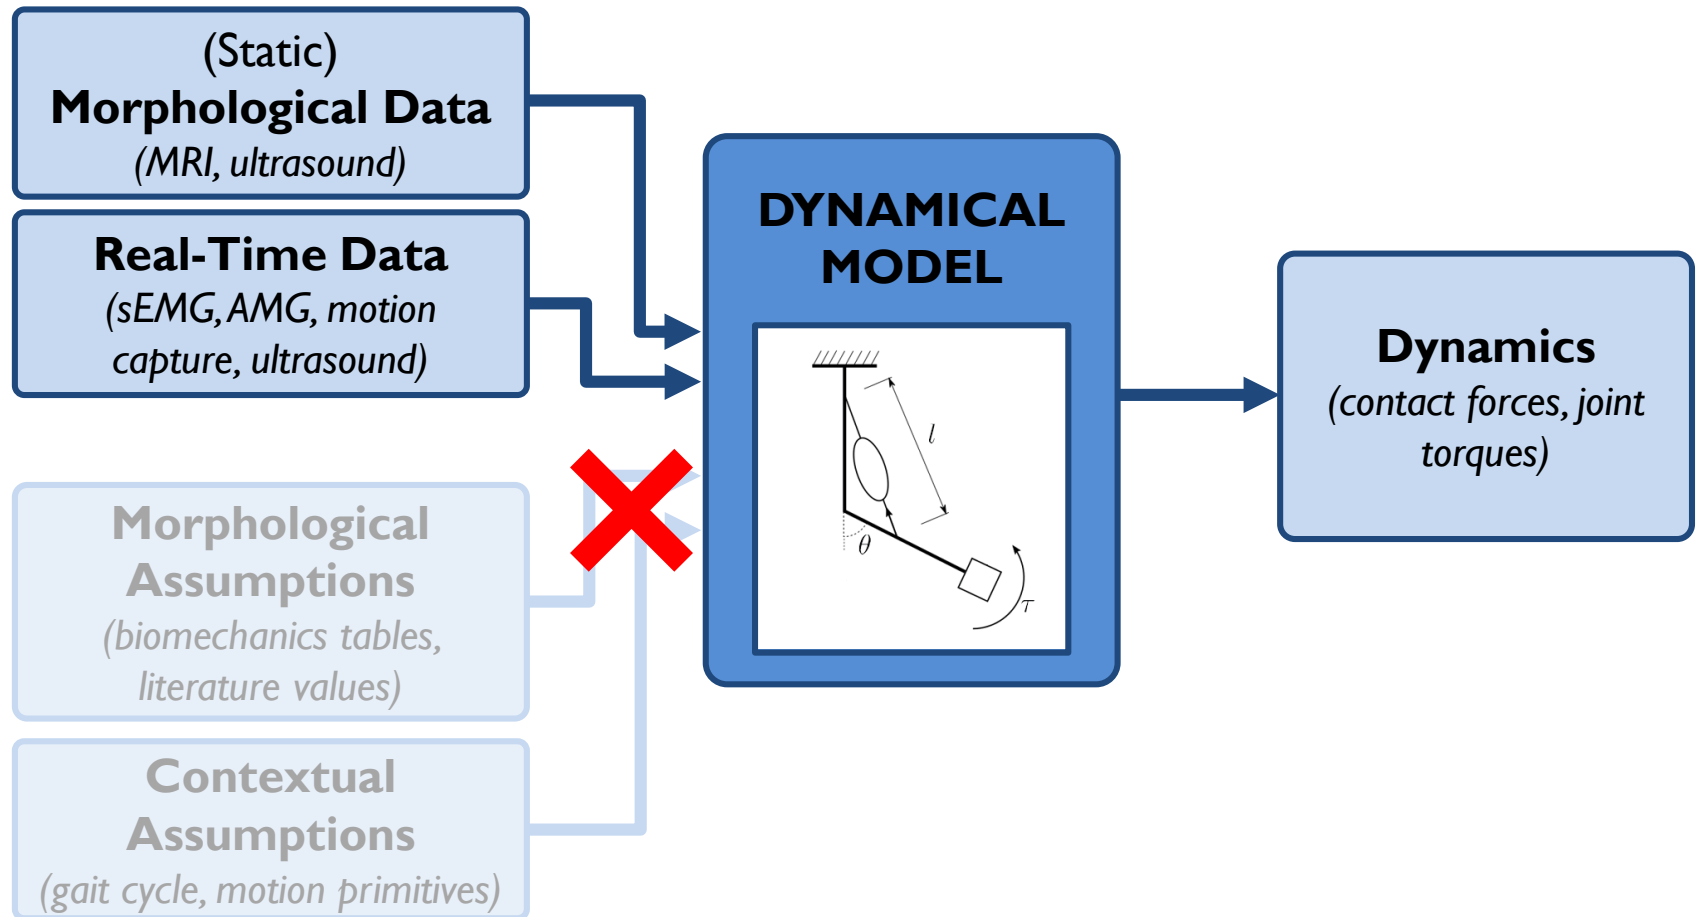 (Static)
Morphological Data
(MRI, ultrasound)
Real-Time Data
(sEMG, AMG, motion
capture, ultrasound)
Morphological
Assumptions
(biomechanics tables,
literature values)
Contextual
Assumptions
(gait cycle, motion primitives)
DYNAMICAL
MODEL
l
θ
τ
Dynamics
(contact forces, joint
torques)